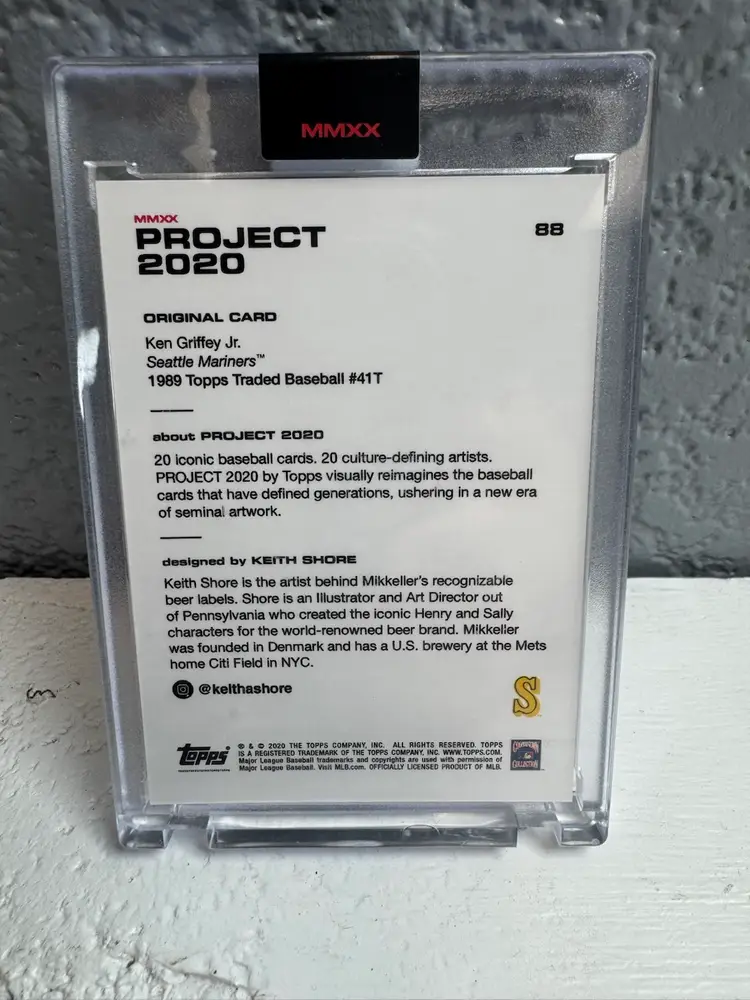 MMXX
MMXX
PROJECT
2020
88
ORIGINAL CARD
Ken Griffey Jr.
Seattle Mariners™
1989 Topps Traded Baseball #41T
about PROJECT 2020
20 iconic baseball cards. 20 culture-defining artists.
PROJECT 2020 by Topps visually reimagines the baseball
cards that have defined generations, ushering in a new era
of seminal artwork.
designed by KEITH SHORE
Keith Shore is the artist behind Mikkeller's recognizable
beer labels. Shore is an Illustrator and Art Director out
of Pennsylvania who created the iconic Henry and Sally
characters for the world-renowned beer brand. Mikkeller
was founded in Denmark and has a U.S. brewery at the Mets
home Citi Field in NYC.
@keithashore
S
topps
® & © 2020 THE TOPPS COMPANY, INC. ALL RIGHTS RESERVED. TOPPS
IS A REGISTERED TRADEMARK OF THE TOPPS COMPANY, INC. WWW.TOPPS.COM.
Major League Baseball trademarks and copyrights are used with permission of
Major League Baseball. Visit MLB.com. OFFICIALLY LICENSED PRODUCT OF MLB.
COOPERSTOWN
COLLECTION